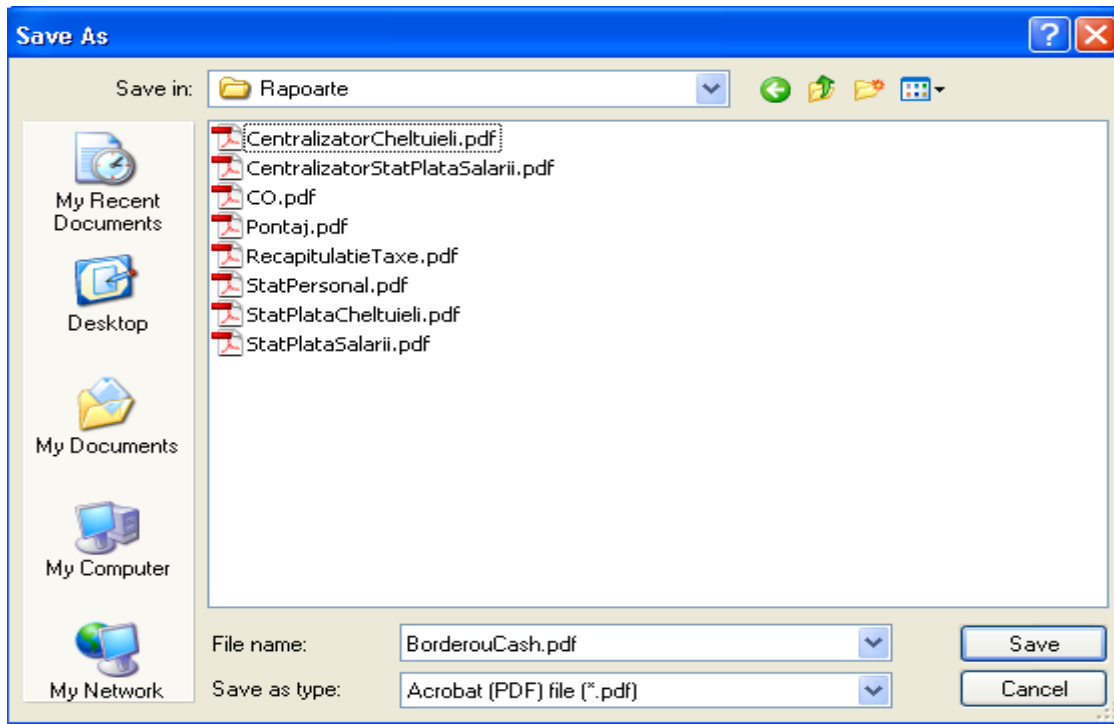 Save As
Save in:
Rapoarte
My Recent
Documents
Desktop
My Documents
My Computer
My Network
CentralizatorCheltuieli.pdf
CentralizatorStatPlataSalarii.pdf
CO.pdf
Pontaj.pdf
RecapitulatieTaxe.pdf
StatPersonal.pdf
StatPlataCheltuieli.pdf
StatPlataSalarii.pdf
File name:
BorderouCash.pdf
Save
Save as type:
Acrobat (PDF) file (*.pdf)
Cancel